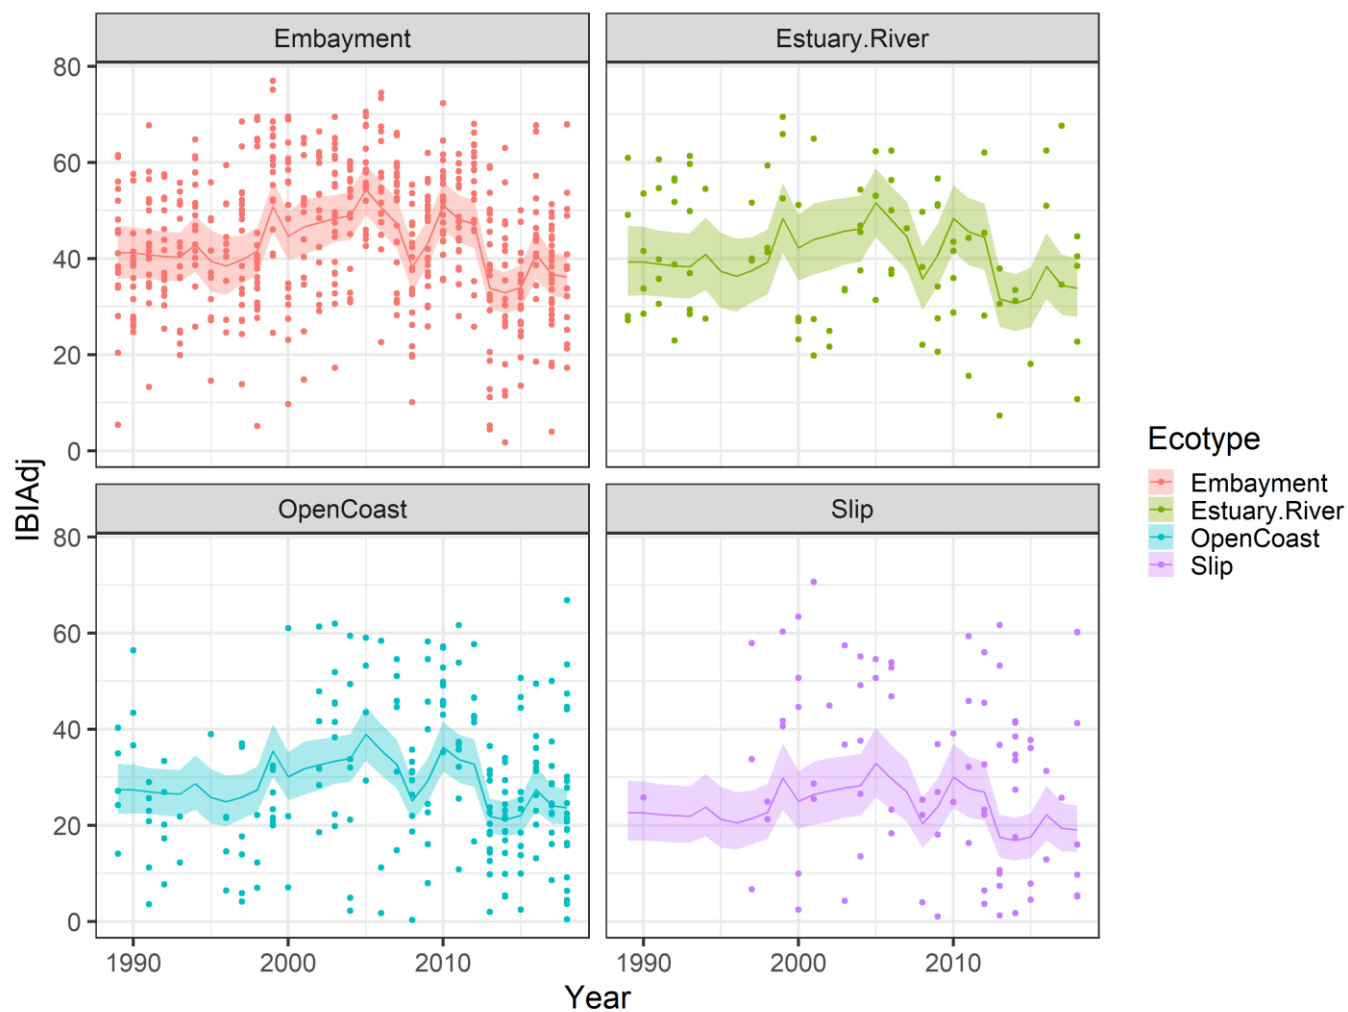 Embayment
Estuary.River
80
60
40
20
0
OpenCoast
Slip
80
60
40
20
0
IBIAdj
1990
2000
2010
1990
2000
2010
Year
Ecotype
Embayment
Estuary.River
OpenCoast
Slip